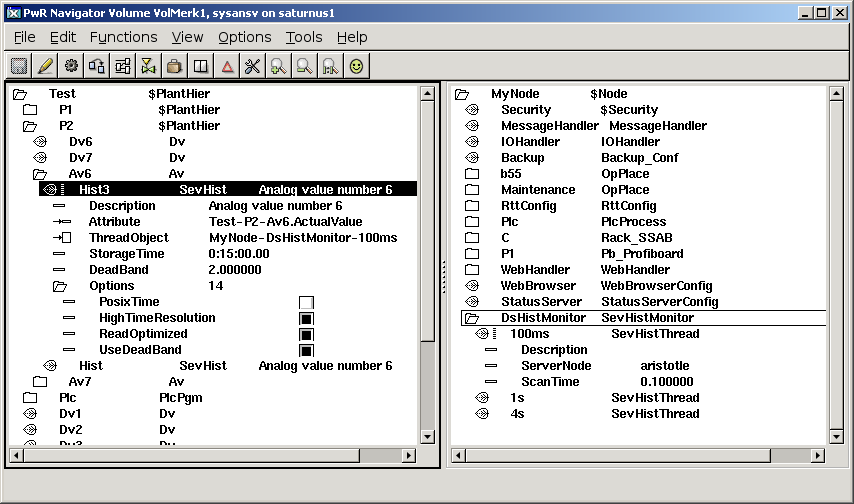 PwR Navigator Volume VolMerk1, sysansv on saturnus1
File Edit Functions View Options Tools Help
Test $PlantHier
P1 $PlantHier
P2 $PlantHier
Dv6 Dv
Dv7 Dv
Av6 Av
Hist3 SevHist Analog value number 6
Description Analog value number 6
Attribute Test-P2-Av6.ActualValue
ThreadObject MyNode-DsHistMonitor-100ms
StorageTime 0:15:00.00
DeadBand 2.000000
Options 14
PosixTime
HighTimeResolution
ReadOptimized
UseDeadBand
Hist SevHist Analog value number 6
Av7 Av
Plc PlcPgm
Dv1 Dv
Dv2 Dv
Dv3 Dv
MyNode $Node
Security $Security
MessageHandler MessageHandler
IOHandler IOHandler
Backup Backup_Conf
b55 OpPlace
Maintenance OpPlace
RttConfig RttConfig
Plc PlcProcess
C Rack_SSAB
P1 Pb_Profiboard
WebHandler WebHandler
WebBrowser WebBrowserConfig
StatusServer StatusServerConfig
DsHistMonitor SevHistMonitor
100ms SevHistThread
Description
ServerNode aristotle
ScanTime 0.100000
1s SevHistThread
4s SevHistThread